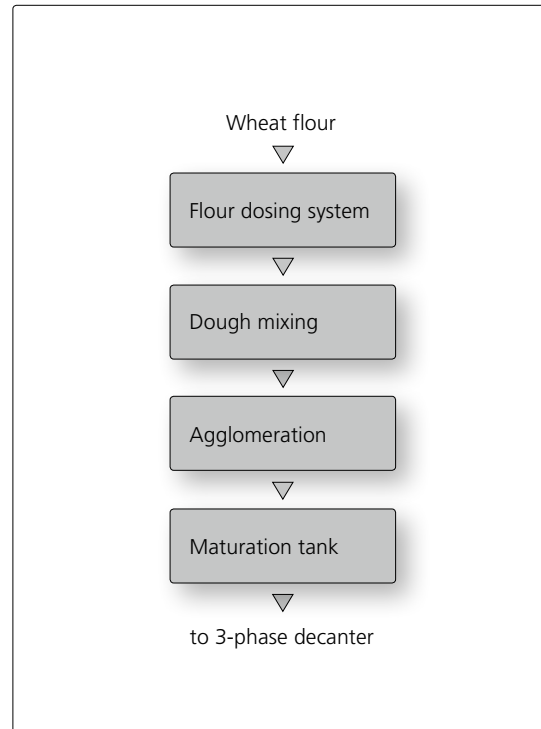 Wheat flour
Flour dosing system
Dough mixing
Agglomeration
Maturation tank
to 3-phase decanter